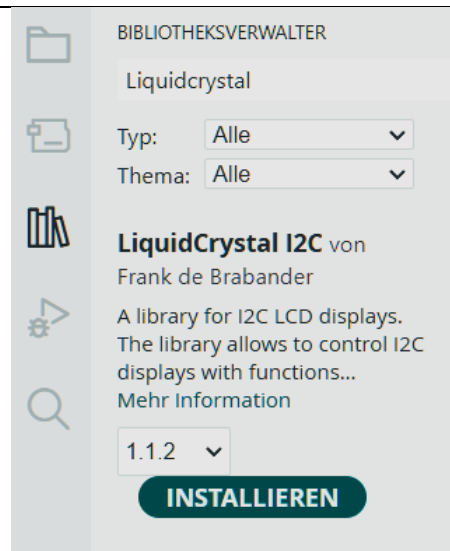 BIBLIOTHEKSVERWALTER
Liquidcrystal
Typ: Alle
Thema: Alle
LiquidCrystal I2C von
Frank de Brabander
A library for I2C LCD displays.
The library allows to control I2C
displays with functions...
Mehr Information
1.1.2
INSTALLIEREN